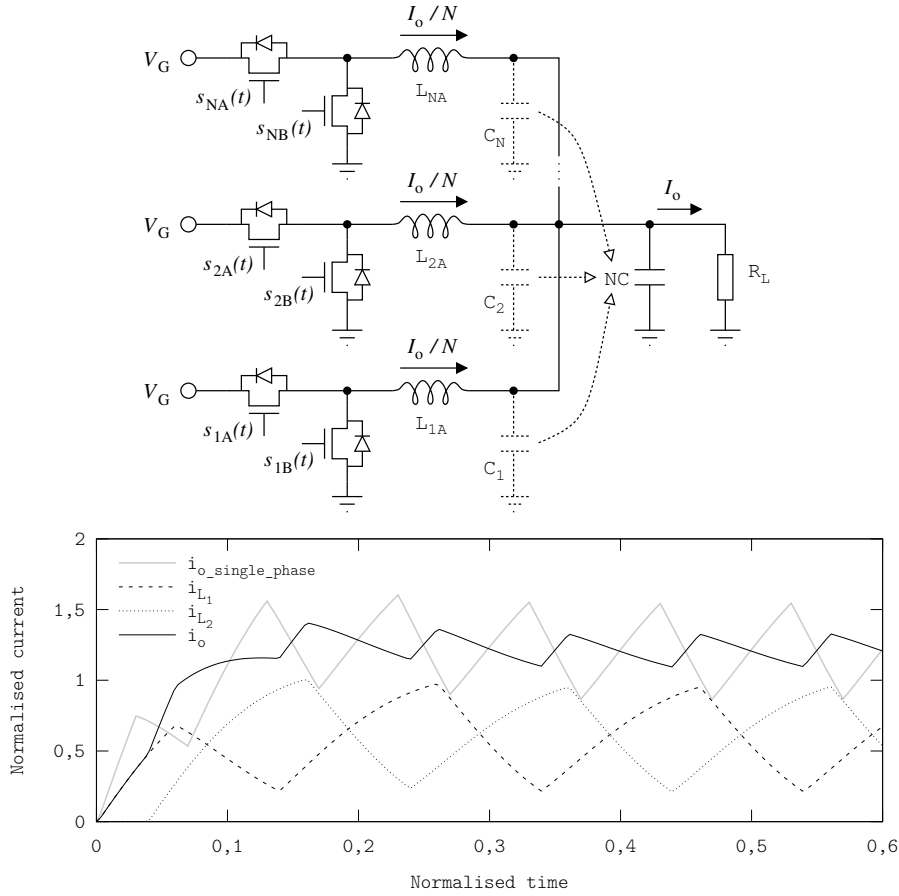 I_o / N
V_G
L_NA
s_NA(t)
s_NB(t)
C_N
I_o / N
I_o
V_G
L_2A
s_2A(t)
s_2B(t)
C_2
NC
R_L
I_o / N
V_G
L_1A
s_1A(t)
s_1B(t)
C_1
2
i_o_single_phase
i_L1
i_L2
i_o
1,5
1
0,5
0
Normalised current
0 0,1 0,2 0,3 0,4 0,5 0,6
Normalised time